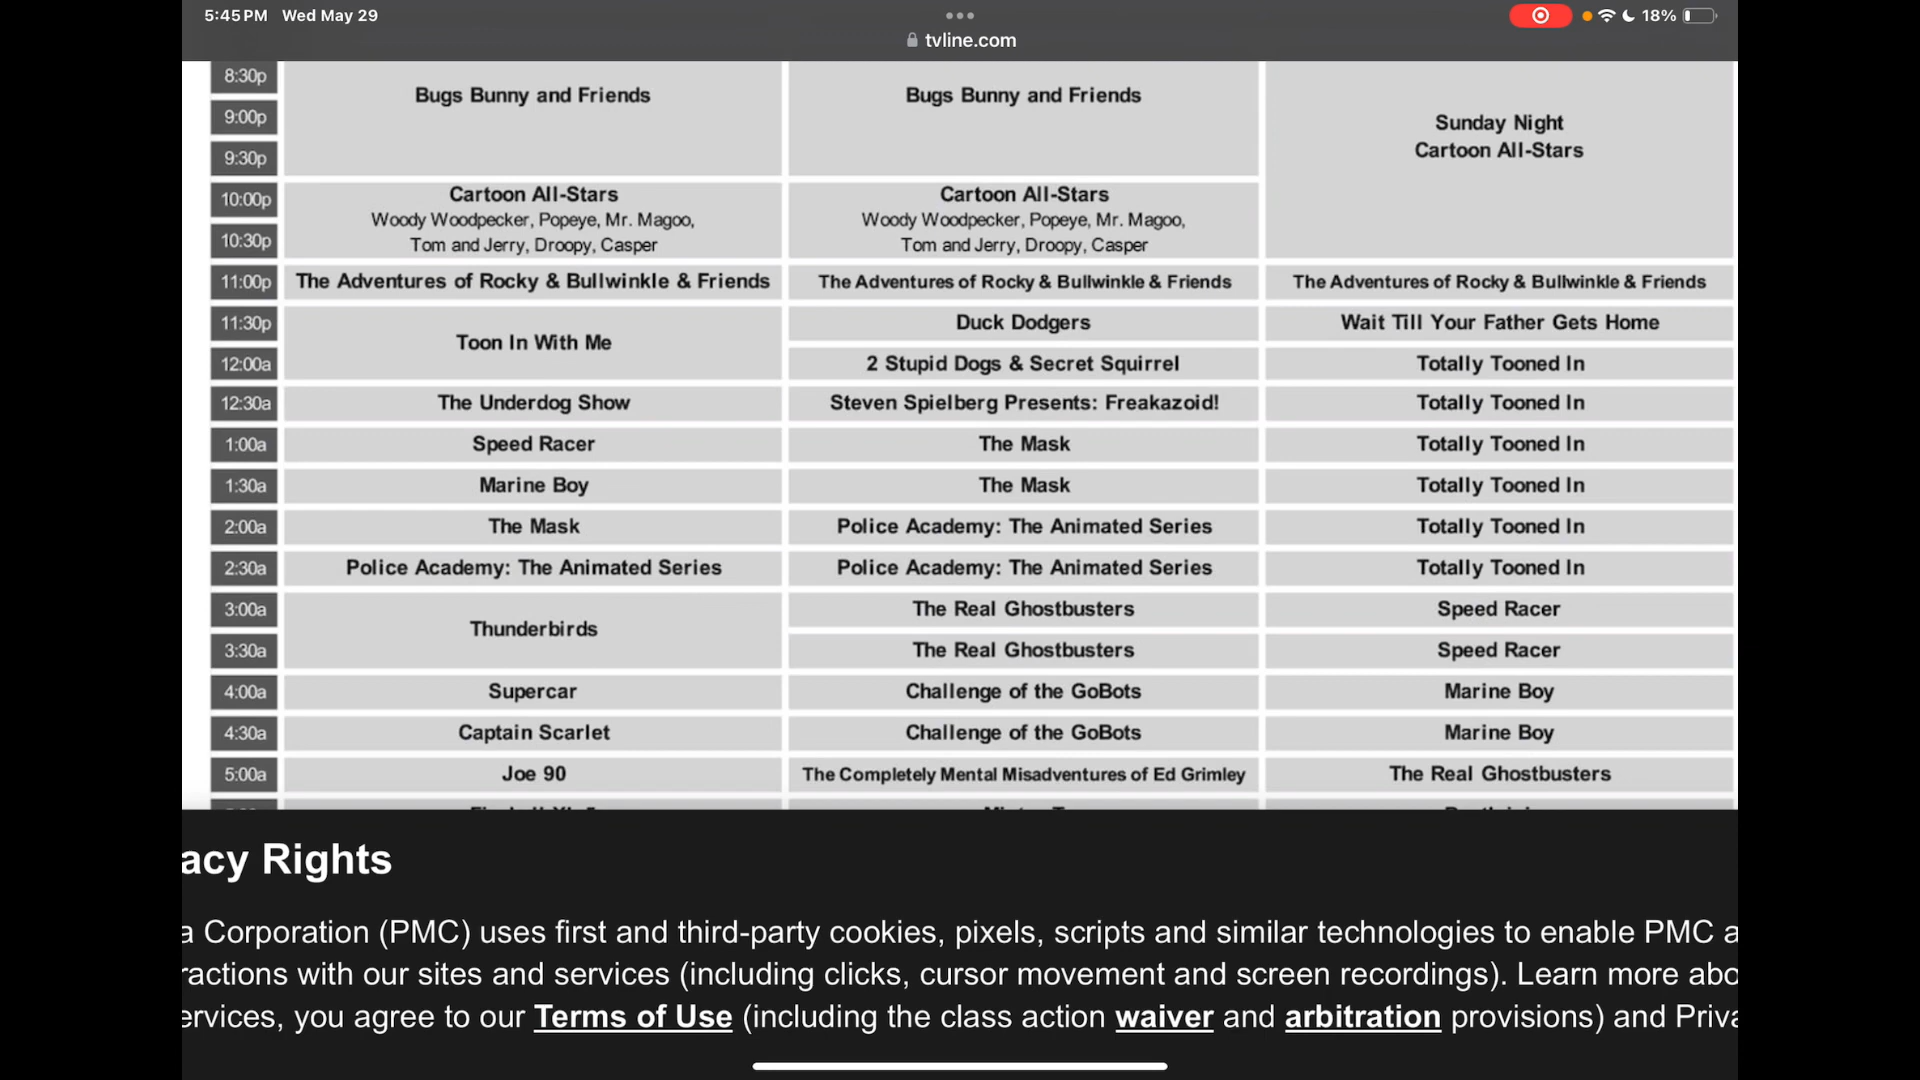 5:45 PM Wed May 29
18%
tvline.com
8:30p
Bugs Bunny and Friends
Bugs Bunny and Friends
9:00p
Sunday Night
Cartoon All-Stars
9:30p
10:00p
Cartoon All-Stars
Woody Woodpecker, Popeye, Mr. Magoo,
Tom and Jerry, Droopy, Casper
Cartoon All-Stars
Woody Woodpecker, Popeye, Mr. Magoo,
Tom and Jerry, Droopy, Casper
10:30p
11:00p The Adventures of Rocky & Bullwinkle & Friends The Adventures of Rocky & Bullwinkle & Friends The Adventures of Rocky & Bullwinkle & Friends
11:30p Toon In With Me Duck Dodgers Wait Till Your Father Gets Home
12:00a 2 Stupid Dogs & Secret Squirrel Totally Tooned In
12:30a The Underdog Show Steven Spielberg Presents: Freakazoid! Totally Tooned In
1:00a Speed Racer The Mask Totally Tooned In
1:30a Marine Boy The Mask Totally Tooned In
2:00a The Mask Police Academy: The Animated Series Totally Tooned In
2:30a Police Academy: The Animated Series Police Academy: The Animated Series Totally Tooned In
3:00a Thunderbirds The Real Ghostbusters Speed Racer
3:30a The Real Ghostbusters Speed Racer
4:00a Supercar Challenge of the GoBots Marine Boy
4:30a Captain Scarlet Challenge of the GoBots Marine Boy
5:00a Joe 90 The Completely Mental Misadventures of Ed Grimley The Real Ghostbusters
acy Rights
a Corporation (PMC) uses first and third-party cookies, pixels, scripts and similar technologies to enable PMC a
ractions with our sites and services (including clicks, cursor movement and screen recordings). Learn more abo
ervices, you agree to our Terms of Use (including the class action waiver and arbitration provisions) and Priva